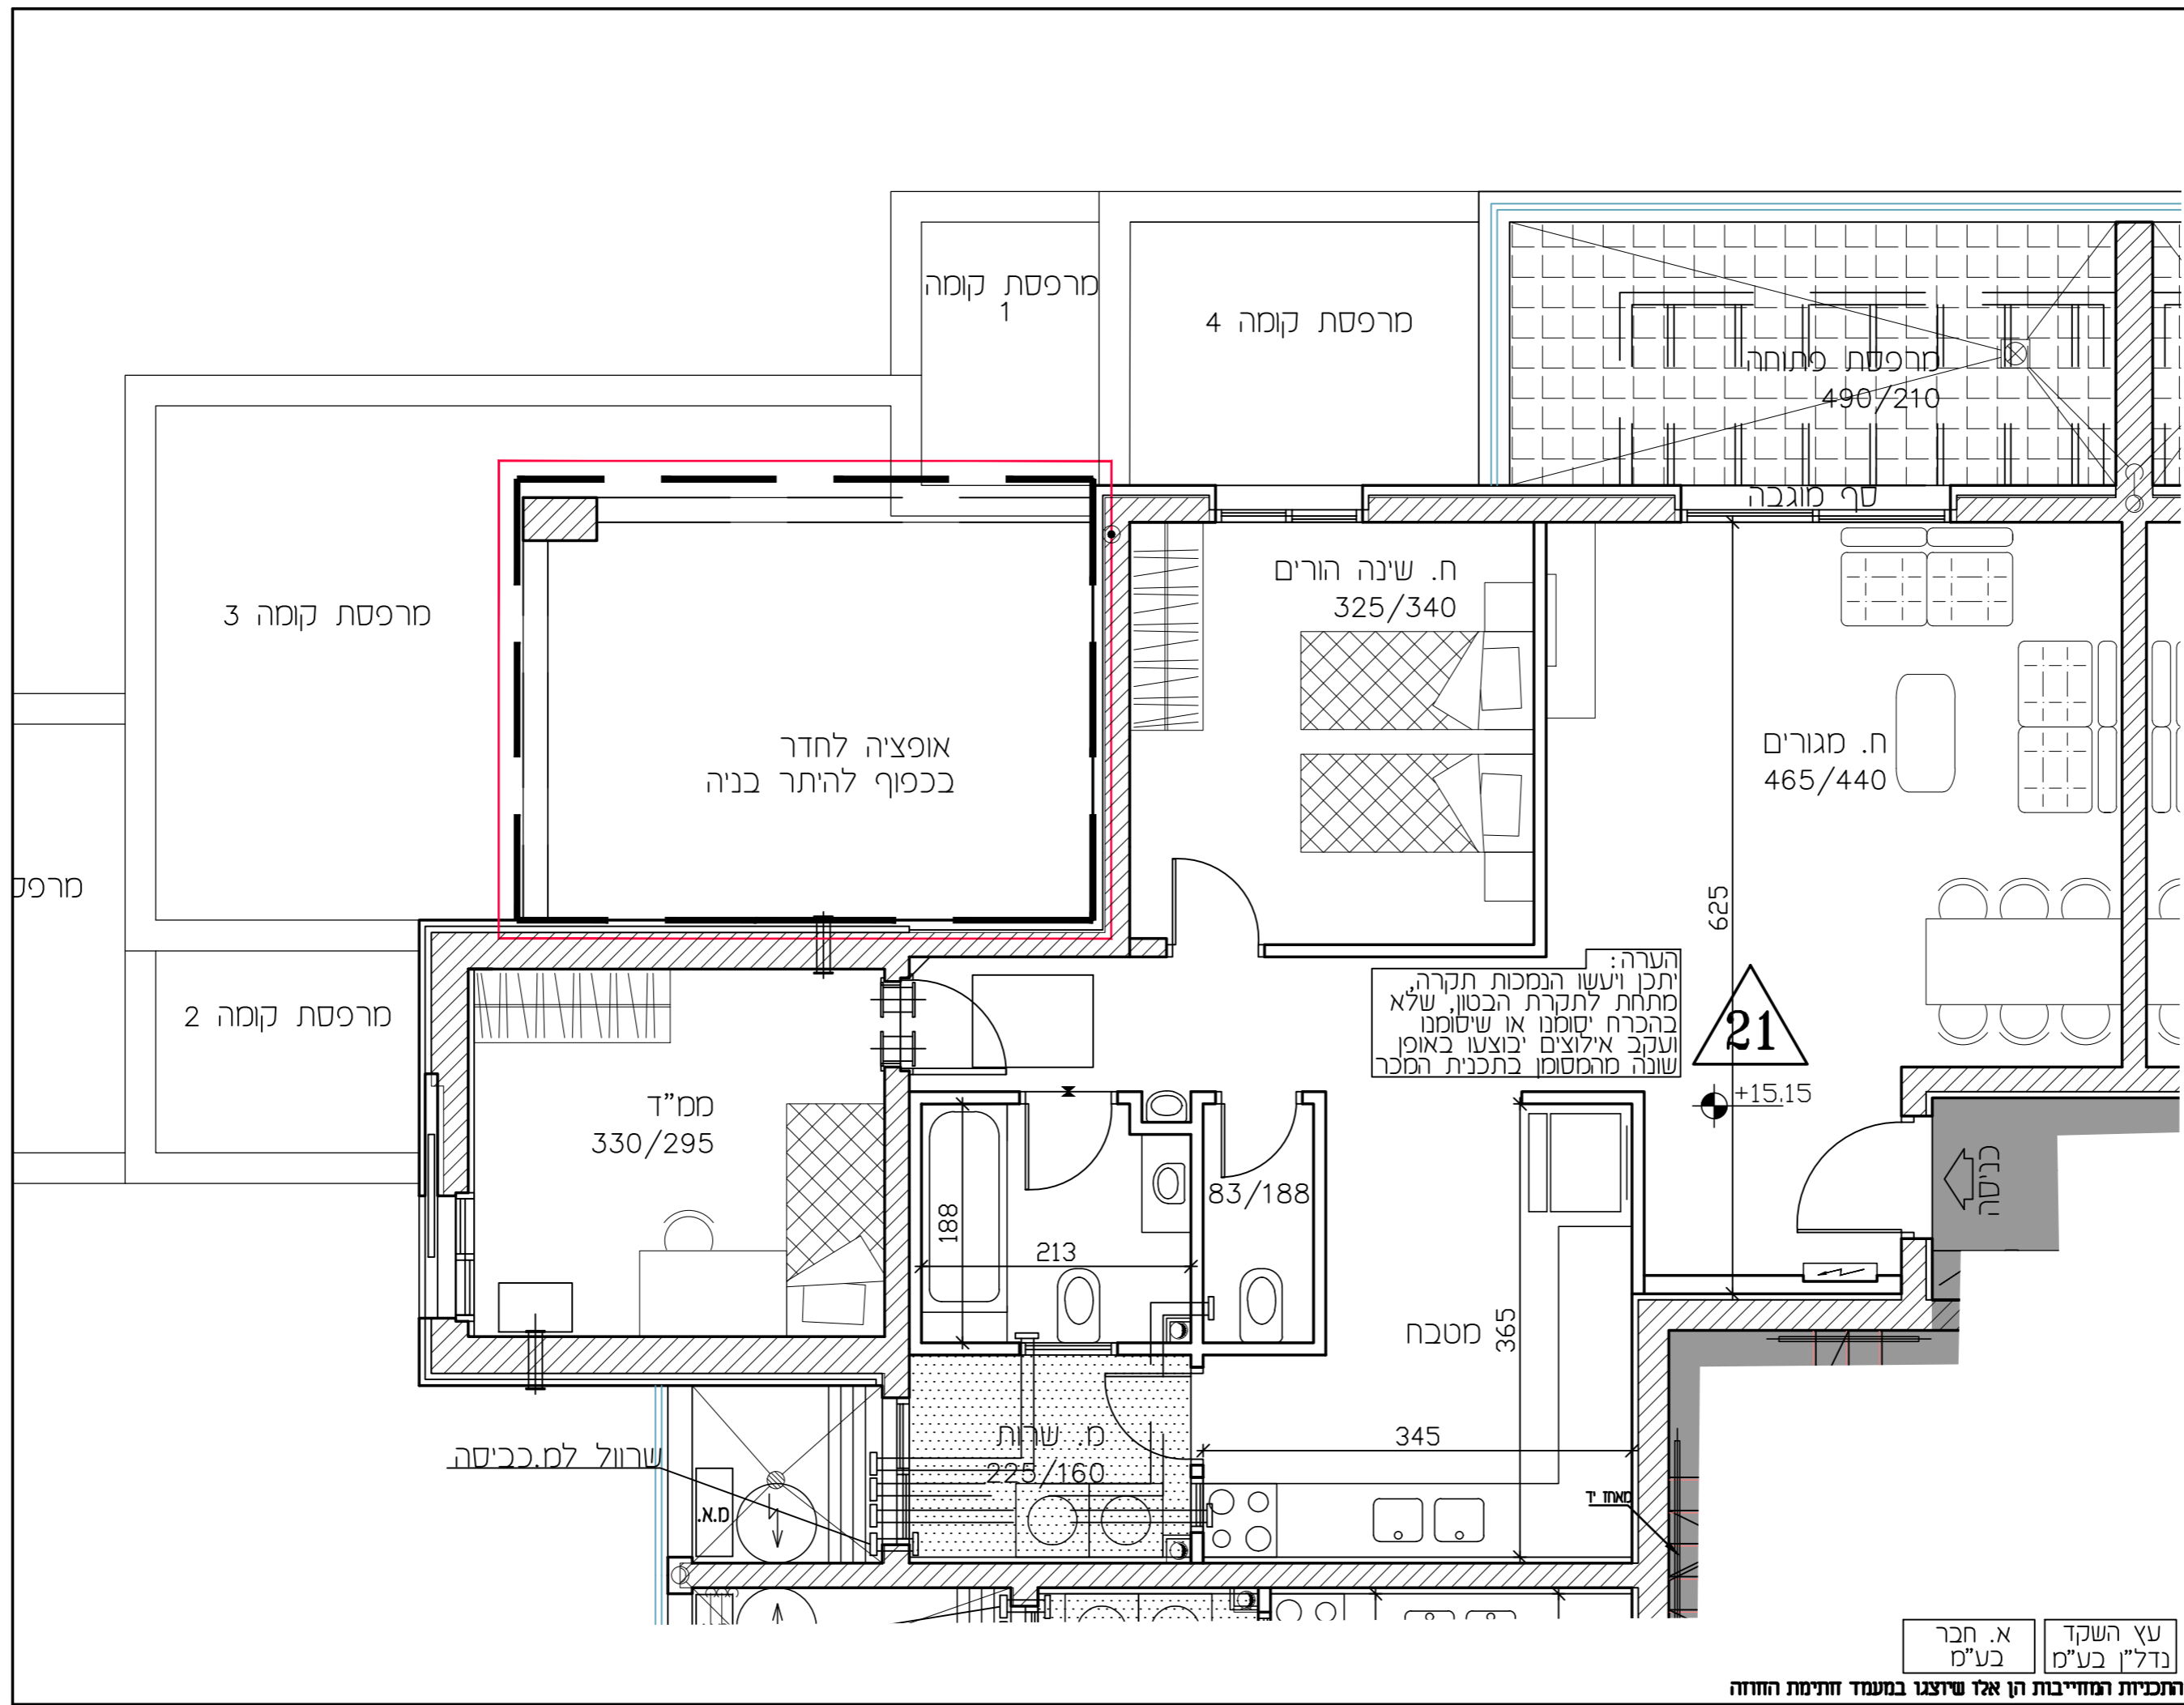 מרפסת קומה
1
מרפסת קומה 4
מרפסת פתוחה
490/210
סף מוגבה
מרפסת קומה 3
ח. שינה הורים
325/340
אופציה לחדר
בכפוף להיתר בניה
ח. מגורים
465/440
625
מרפס
הערה:
יתכן ויעשו הנמכות תקרה,
מתחת לתקרת הבטון, שלא
בהכרח יסומנו או שיסומנו
ועקב אילוצים יבוצעו באופן
שונה מהמסומן בתכנית המכר
21
+15.15
מרפסת קומה 2
ממ"ד
330/295
188
213
83/188
כניסה
מטבח
365
345
מ. שרות
225/160
שרוול למ.כביסה
מ.א.
מאחז יד
א. חבר
בע"מ
עץ השקד
נדל"ן בע"מ
התכניות המחייבות הן אלו שיוצגו במעמד חתימת החוזה